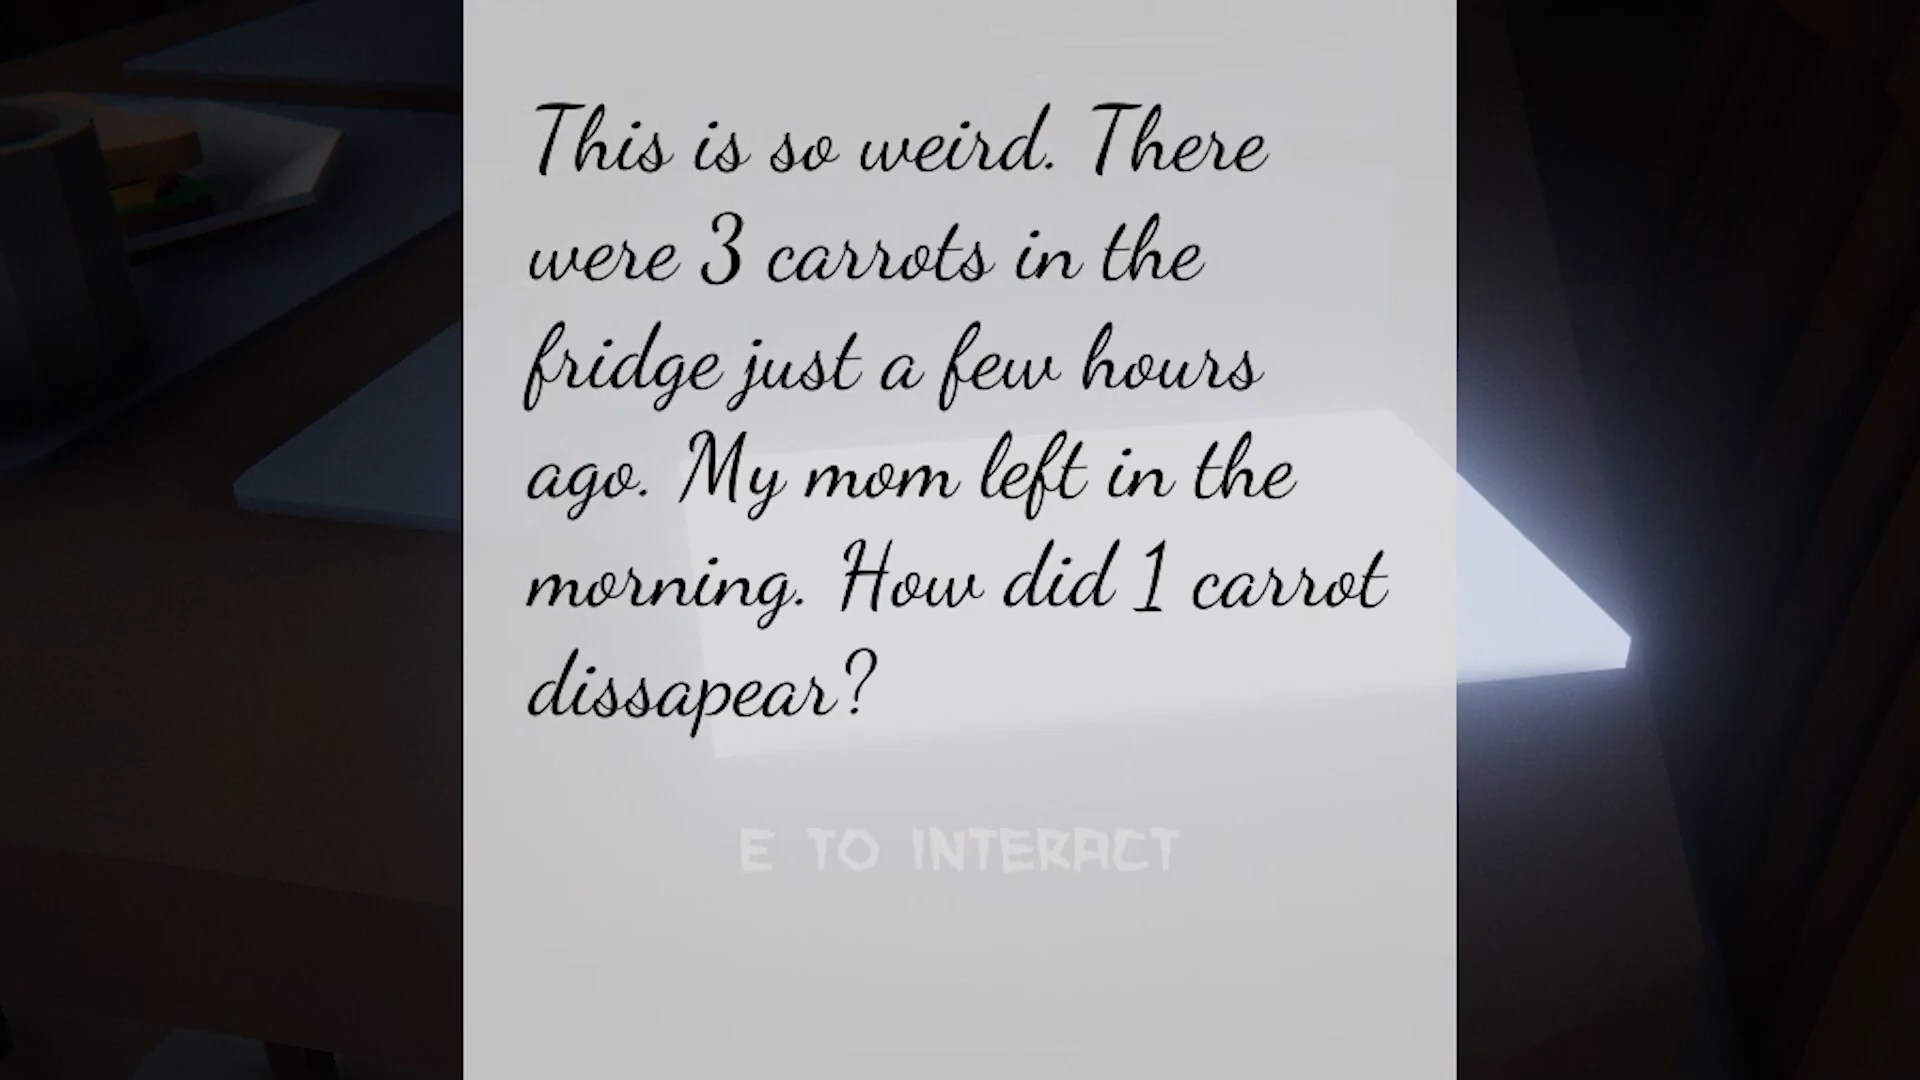 This is so weird. There
were 3 carrots in the
fridge just a few hours
ago. My mom left in the
morning. How did 1 carrot
dissapear?
E TO INTERACT